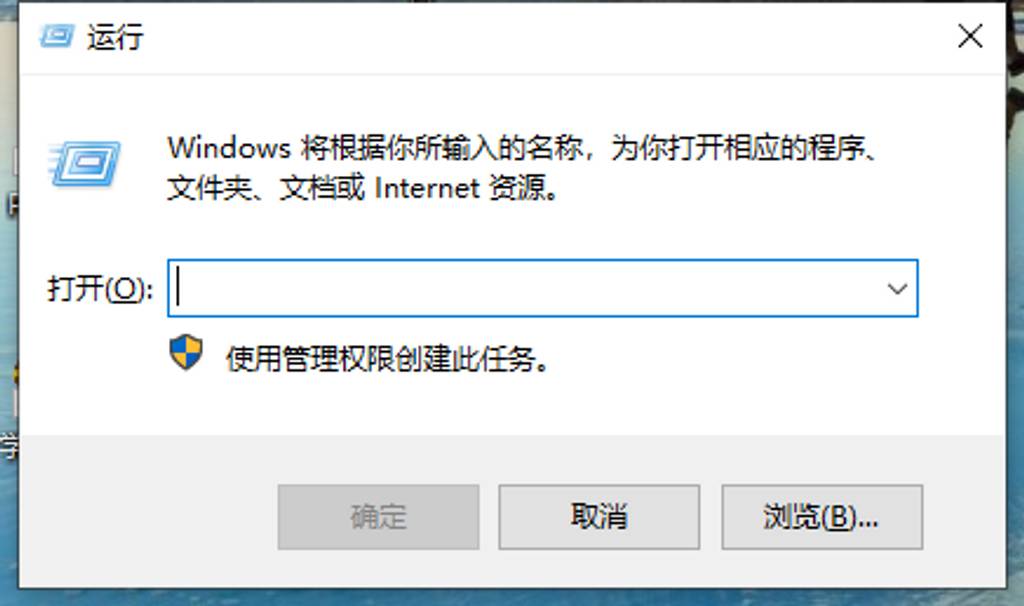 运行
Windows 将根据你所输入的名称，为你打开相应的程序、
文件夹、文档或 Internet 资源。
打开(O):
使用管理权限创建此任务。
确定
取消
浏览(B)...
学